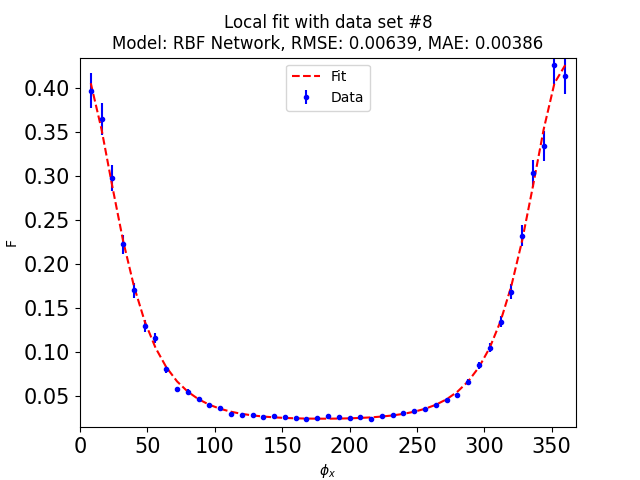 Local fit with data set #8
Model: RBF Network, RMSE: 0.00639, MAE: 0.00386
Fit
Data
F
0.40
0.35
0.30
0.25
0.20
0.15
0.10
0.05
0 50 100 150 200 250 300 350
ϕx